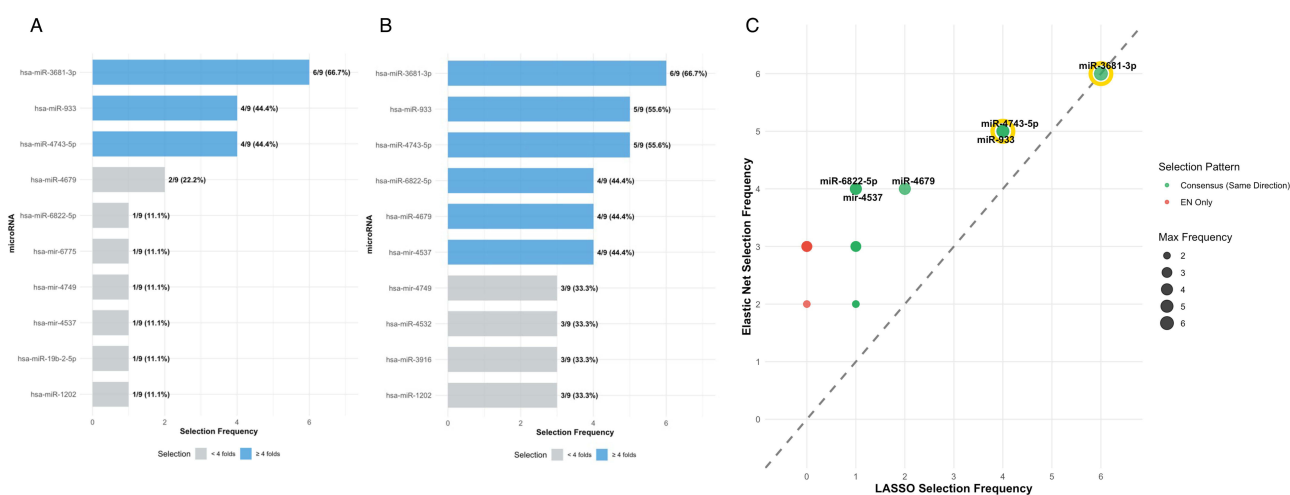 A
hsa-miR-3681-3p
6/9 (66.7%)
hsa-miR-933
4/9 (44.4%)
hsa-miR-4743-5p
4/9 (44.4%)
hsa-miR-4679
2/9 (22.2%)
hsa-miR-6822-5p
1/9 (11.1%)
hsa-mir-6775
1/9 (11.1%)
hsa-mir-4749
1/9 (11.1%)
hsa-mir-4537
1/9 (11.1%)
hsa-miR-19b-2-5p
1/9 (11.1%)
hsa-miR-1202
1/9 (11.1%)
microRNA
0 2 4 6
Selection Frequency
Selection < 4 folds ≥ 4 folds
B
hsa-miR-3681-3p
6/9 (66.7%)
hsa-miR-933
5/9 (55.6%)
hsa-miR-4743-5p
5/9 (55.6%)
hsa-miR-6822-5p
4/9 (44.4%)
hsa-miR-4679
4/9 (44.4%)
hsa-mir-4537
4/9 (44.4%)
hsa-mir-4749
3/9 (33.3%)
hsa-miR-4532
3/9 (33.3%)
hsa-miR-3916
3/9 (33.3%)
hsa-miR-1202
3/9 (33.3%)
microRNA
0 2 4 6
Selection Frequency
Selection < 4 folds ≥ 4 folds
C
Elastic Net Selection Frequency
6
5
4
3
2
1
0
miR-3681-3p
miR-4743-5p
miR-933
miR-6822-5p
miR-4679
mir-4537
0 1 2 3 4 5 6
LASSO Selection Frequency
Selection Pattern
Consensus (Same Direction)
EN Only
Max Frequency
2
3
4
5
6